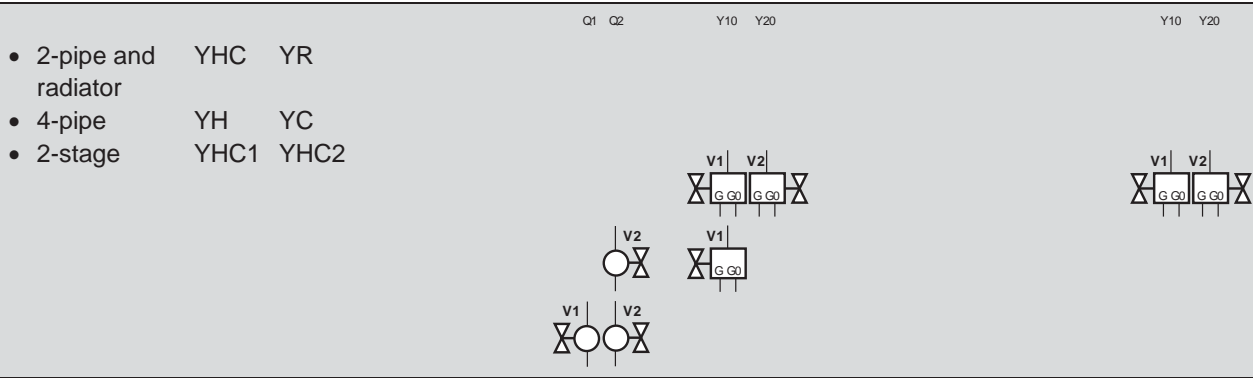 Q1 Q2 Y10 Y20 Y10 Y20
• 2-pipe and YHC YR
radiator
• 4-pipe YH YC
• 2-stage YHC1 YHC2
V1 V2 V1 V2
G G0 G G0 G G0 G G0
V2 V1
G G0
V1 V2